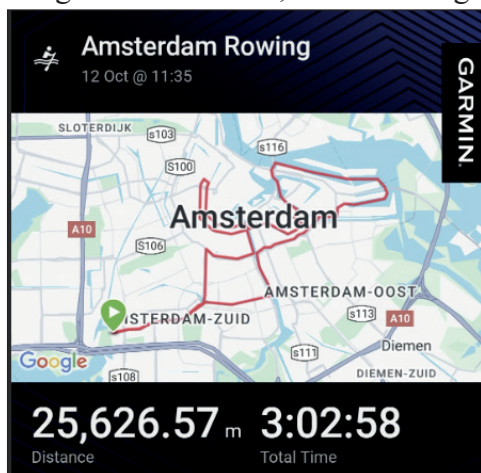 Amsterdam Rowing
12 Oct @ 11:35
GARMIN.
SLOTERDIJK
s103
s116
S100
Amsterdam
A10
S106
AMSTERDAM-OOST
s113
A10
MSTERDAM-ZUID
s111
Diemen
Google
s108
DIEMEN-ZUID
25,626.57 m 3:02:58
Distance Total Time